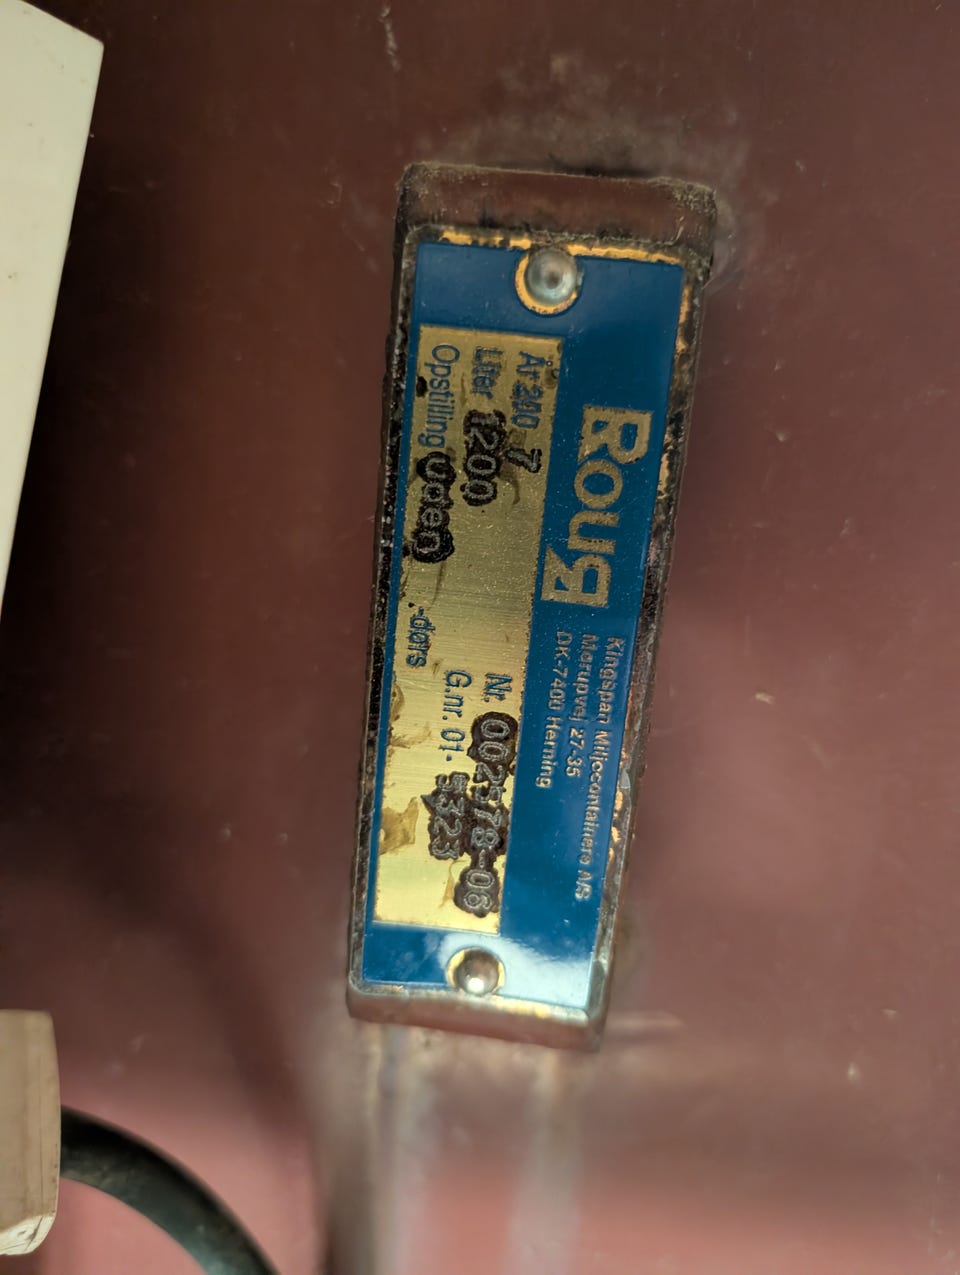 Roug
Kingspan Miljøcontainere A/S
Mørupvej 27-35
DK-7400 Herning
År 200 7
Nr. 002578-06
Liter 1200
G.nr. 01- 5323
Opstilling Uden .-dørs